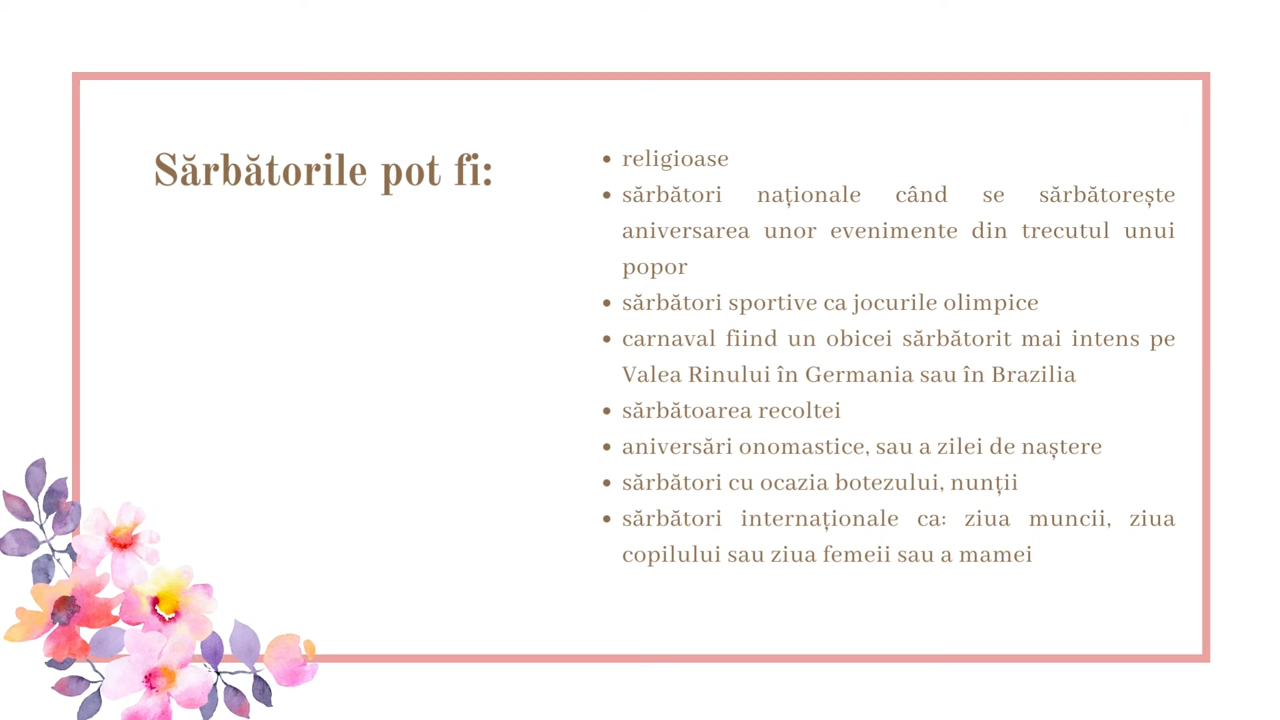 Sărbătorile pot fi:
• religioase
• sărbători naționale când se sărbătorește
aniversarea unor evenimente din trecutul unui
popor
• sărbători sportive ca jocurile olimpice
• carnaval fiind un obicei sărbătorit mai intens pe
Valea Rinului în Germania sau în Brazilia
• sărbătoarea recoltei
• aniversări onomastice, sau a zilei de naștere
• sărbători cu ocazia botezului, nunții
• sărbători internaționale ca: ziua muncii, ziua
copilului sau ziua femeii sau a mamei